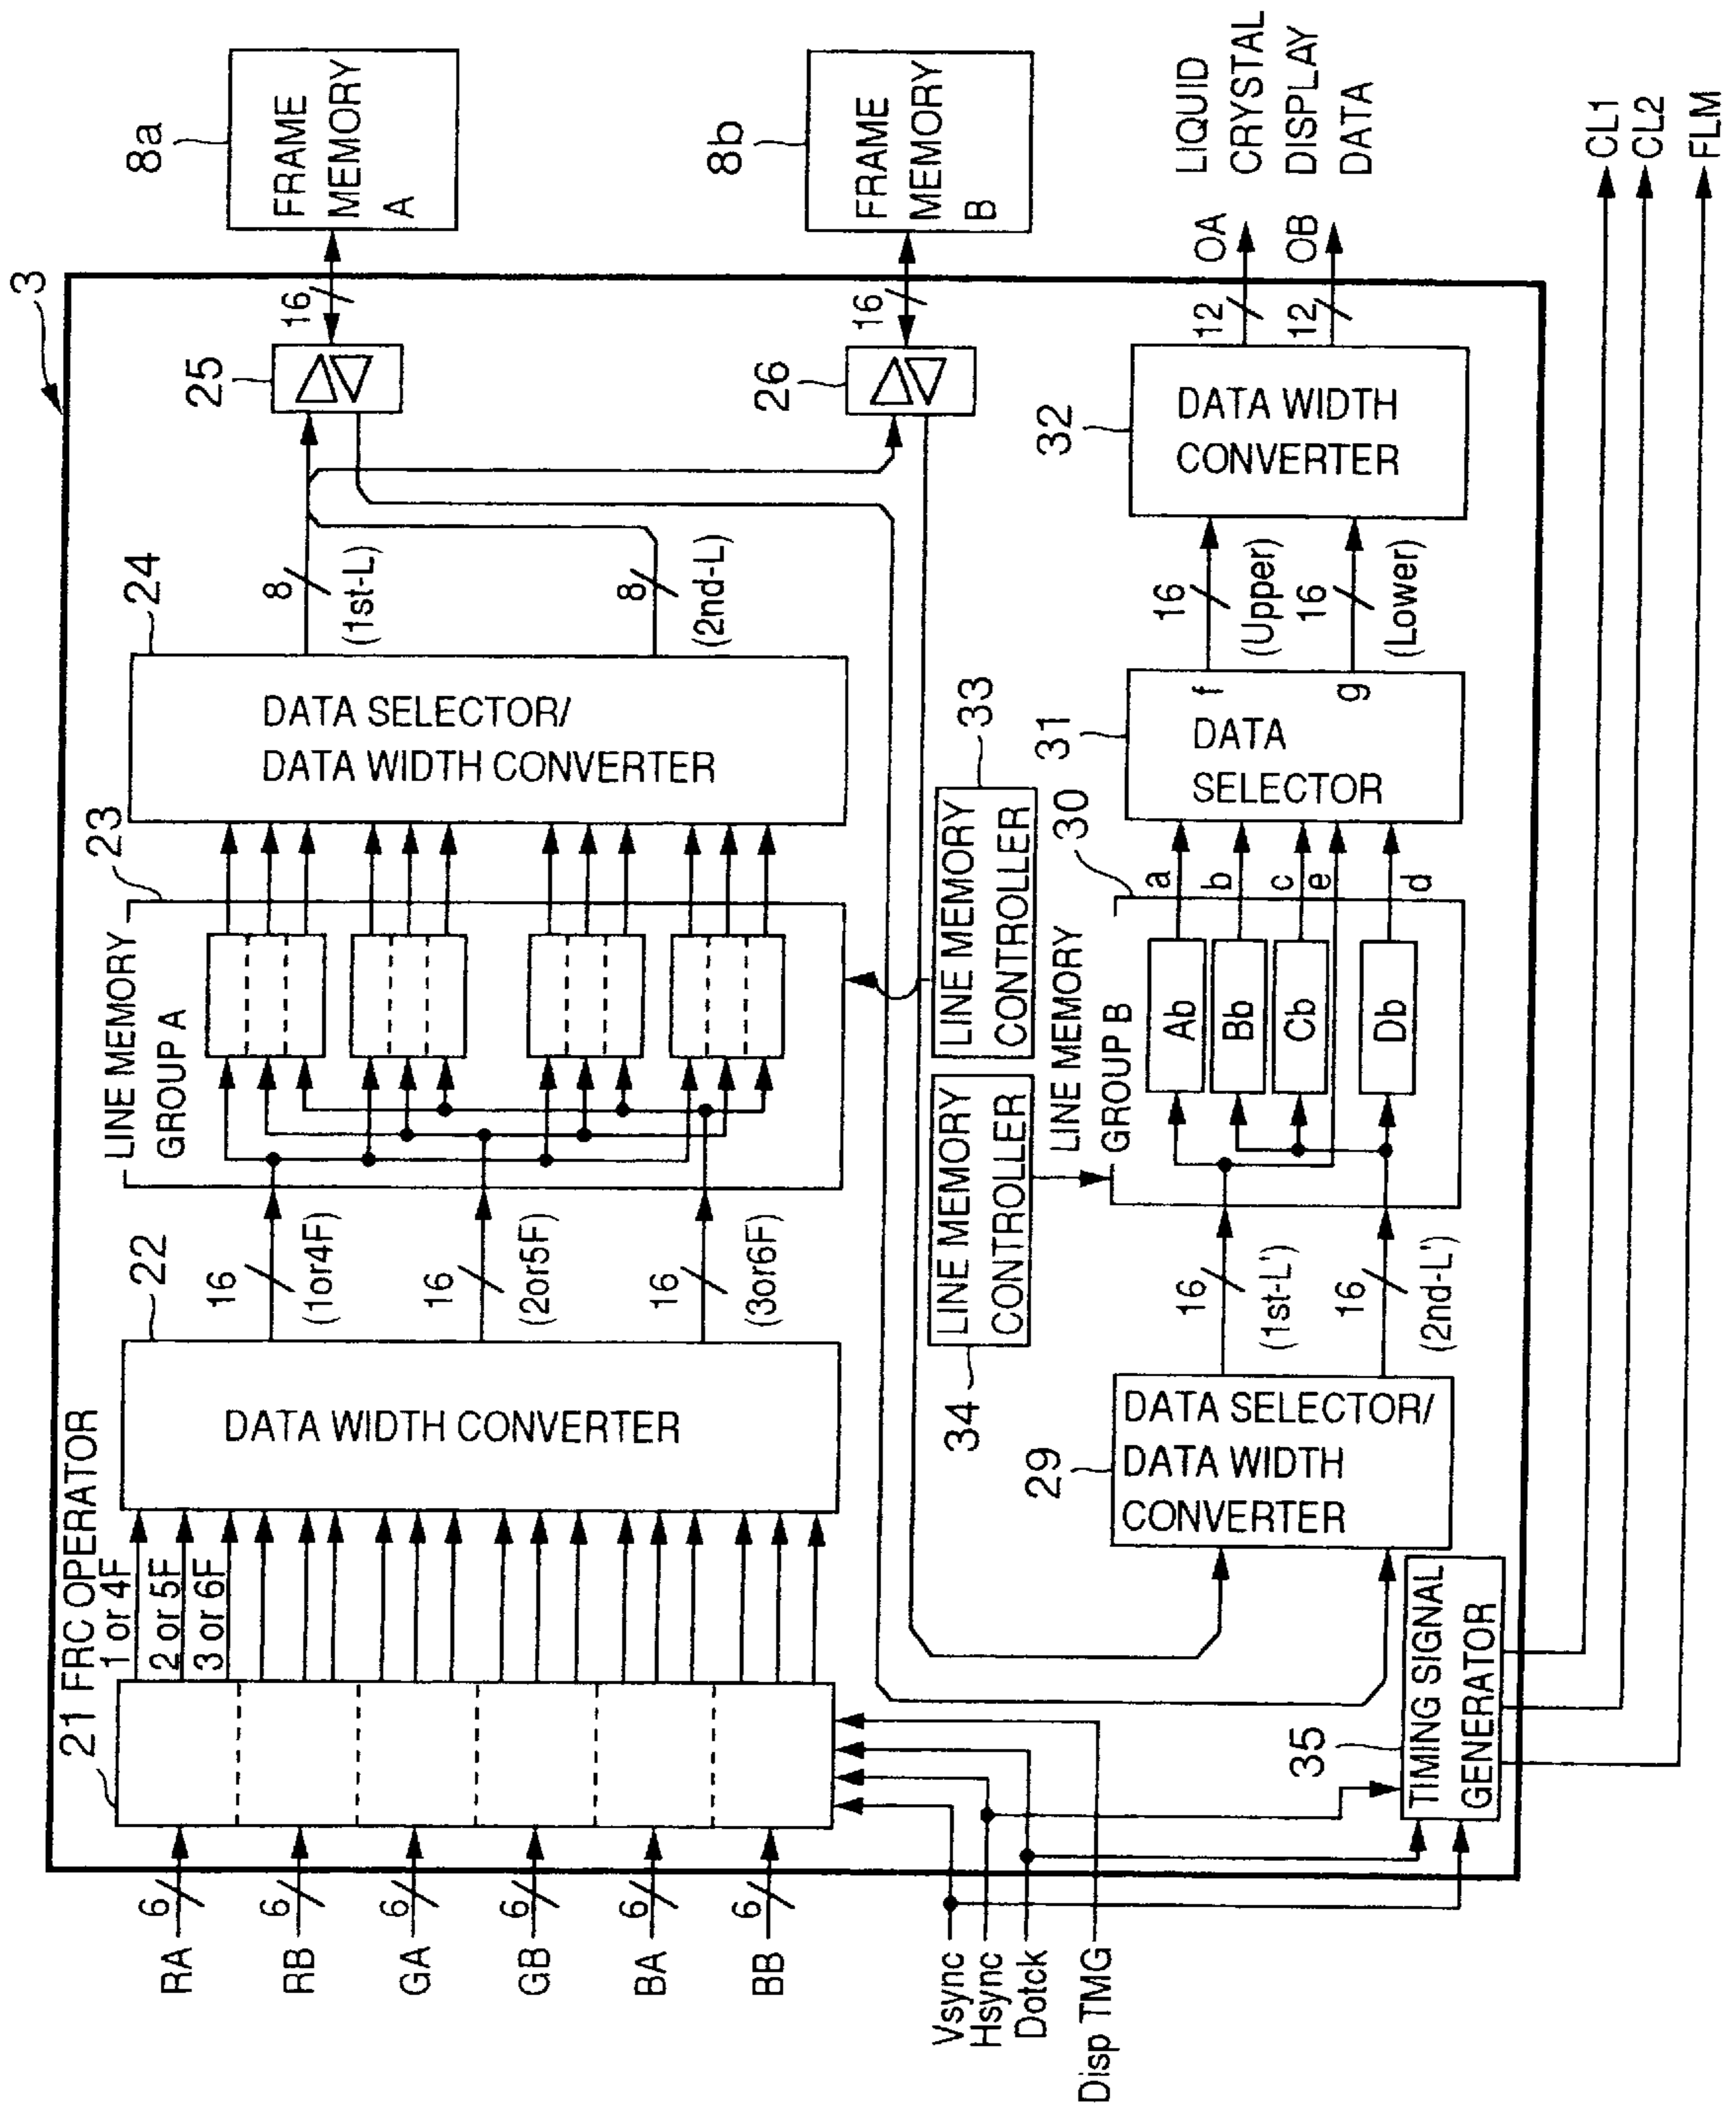 3
21 FRC OPERATOR
1 or 4F
2 or 5F
3 or 6F
RA
6
RB
6
GA
6
GB
6
BA
6
BB
6
Vsync
Hsync
Dotck
Disp TMG
22
DATA WIDTH CONVERTER
16
(1or4F)
16
(2or5F)
16
(3or6F)
LINE MEMORY
GROUP A
23
24
DATA SELECTOR/
DATA WIDTH CONVERTER
8
(1st-L)
8
(2nd-L)
25
16
8a
FRAME
MEMORY
A
26
16
8b
FRAME
MEMORY
B
33
LINE MEMORY
CONTROLLER
34
LINE MEMORY
CONTROLLER
29
DATA SELECTOR/
DATA WIDTH
CONVERTER
16
(1st-L')
16
(2nd-L')
LINE MEMORY
GROUP B
30
Ab
Bb
Cb
Db
a
b
c
e
d
31
DATA
SELECTOR
f
g
16
(Upper)
16
(Lower)
32
DATA WIDTH
CONVERTER
12
OA
12
OB
LIQUID
CRYSTAL
DISPLAY
DATA
35
TIMING SIGNAL
GENERATOR
CL1
CL2
FLM